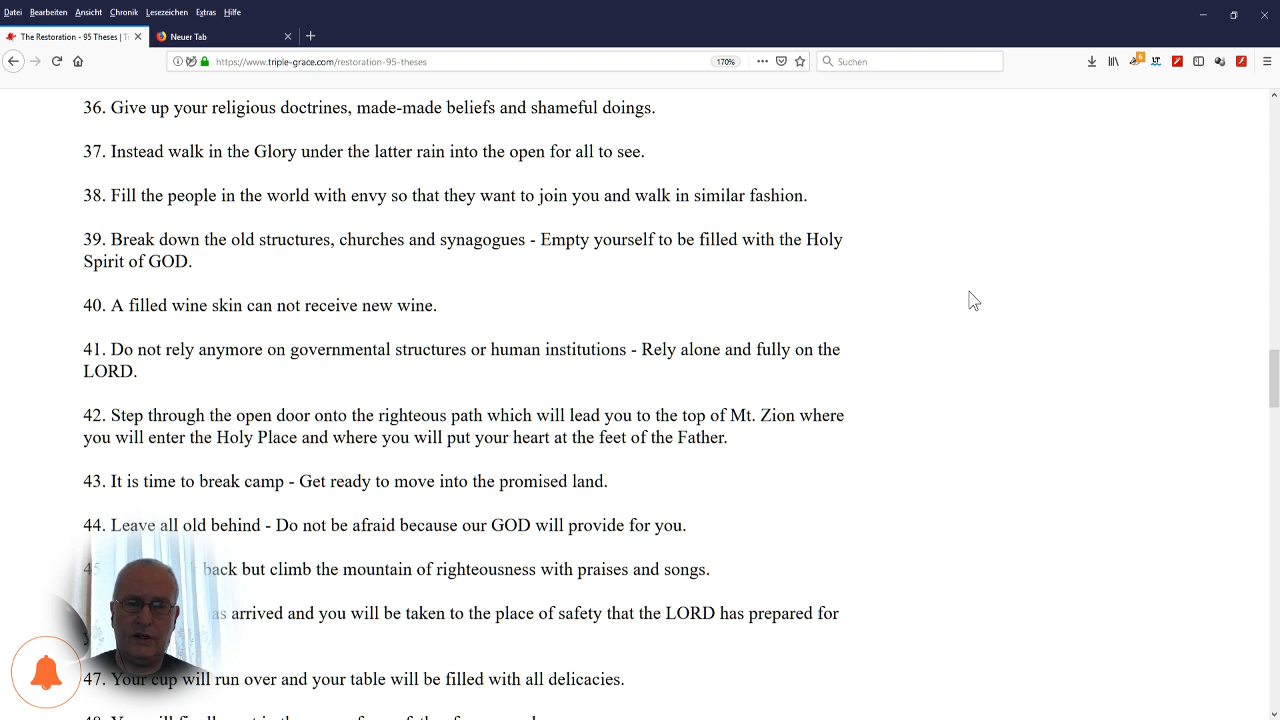 Datei Bearbeiten Ansicht Chronik Lesezeichen Extras Hilfe
The Restoration - 95 Theses | Neuer Tab
https://www.triple-grace.com/restoration-95-theses 170% Suchen
36. Give up your religious doctrines, made-made beliefs and shameful doings.
37. Instead walk in the Glory under the latter rain into the open for all to see.
38. Fill the people in the world with envy so that they want to join you and walk in similar fashion.
39. Break down the old structures, churches and synagogues - Empty yourself to be filled with the Holy
Spirit of GOD.
40. A filled wine skin can not receive new wine.
41. Do not rely anymore on governmental structures or human institutions - Rely alone and fully on the
LORD.
42. Step through the open door onto the righteous path which will lead you to the top of Mt. Zion where
you will enter the Holy Place and where you will put your heart at the feet of the Father.
43. It is time to break camp - Get ready to move into the promised land.
44. Leave all old behind - Do not be afraid because our GOD will provide for you.
45 back but climb the mountain of righteousness with praises and songs.
as arrived and you will be taken to the place of safety that the LORD has prepared for
47. Your cup will run over and your table will be filled with all delicacies.